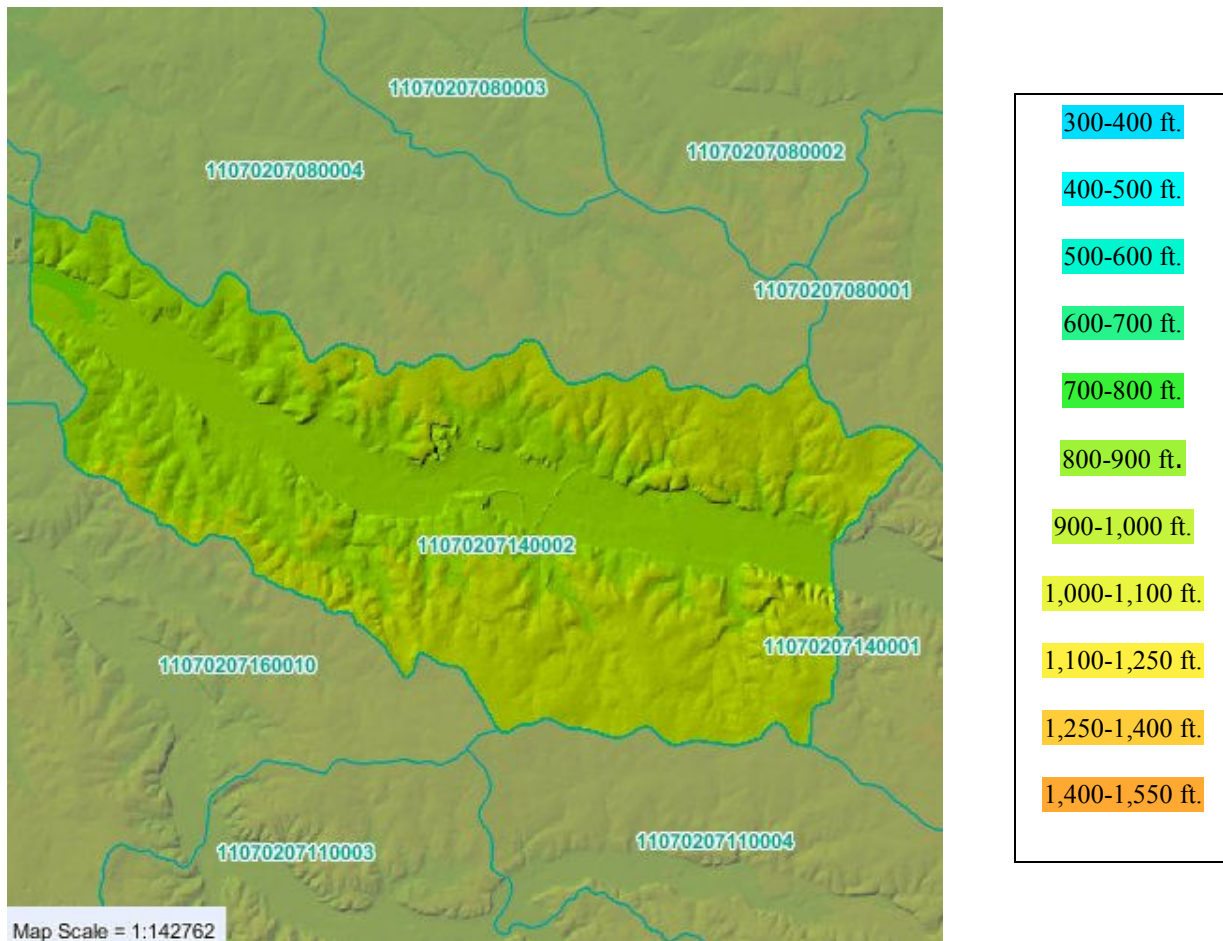 11070207080003
11070207080002
11070207080004
11070207080001
11070207140002
11070207140001
11070207160010
11070207110004
11070207110003
Map Scale = 1:142762
300-400 ft.
400-500 ft.
500-600 ft.
600-700 ft.
700-800 ft.
800-900 ft.
900-1,000 ft.
1,000-1,100 ft.
1,100-1,250 ft.
1,250-1,400 ft.
1,400-1,550 ft.